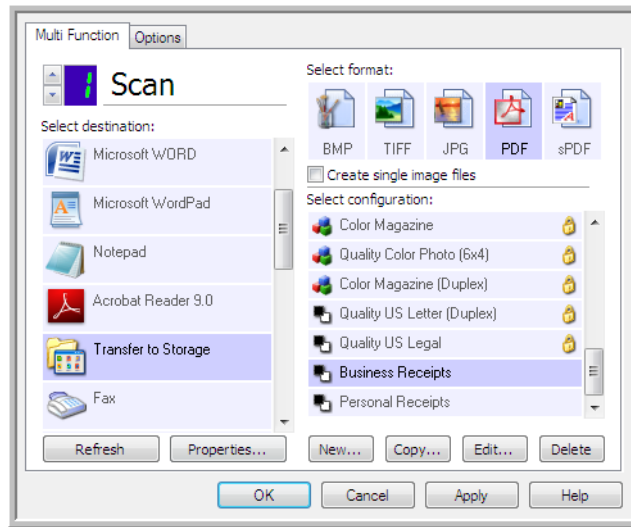 Multi Function
Options
1
Scan
Select destination:
Microsoft WORD
Microsoft WordPad
Notepad
Acrobat Reader 9.0
Transfer to Storage
Fax
Refresh
Properties...
Select format:
BMP TIFF JPG PDF sPDF
Create single image files
Select configuration:
Color Magazine
Quality Color Photo (6x4)
Color Magazine (Duplex)
Quality US Letter (Duplex)
Quality US Legal
Business Receipts
Personal Receipts
New... Copy... Edit... Delete
OK Cancel Apply Help